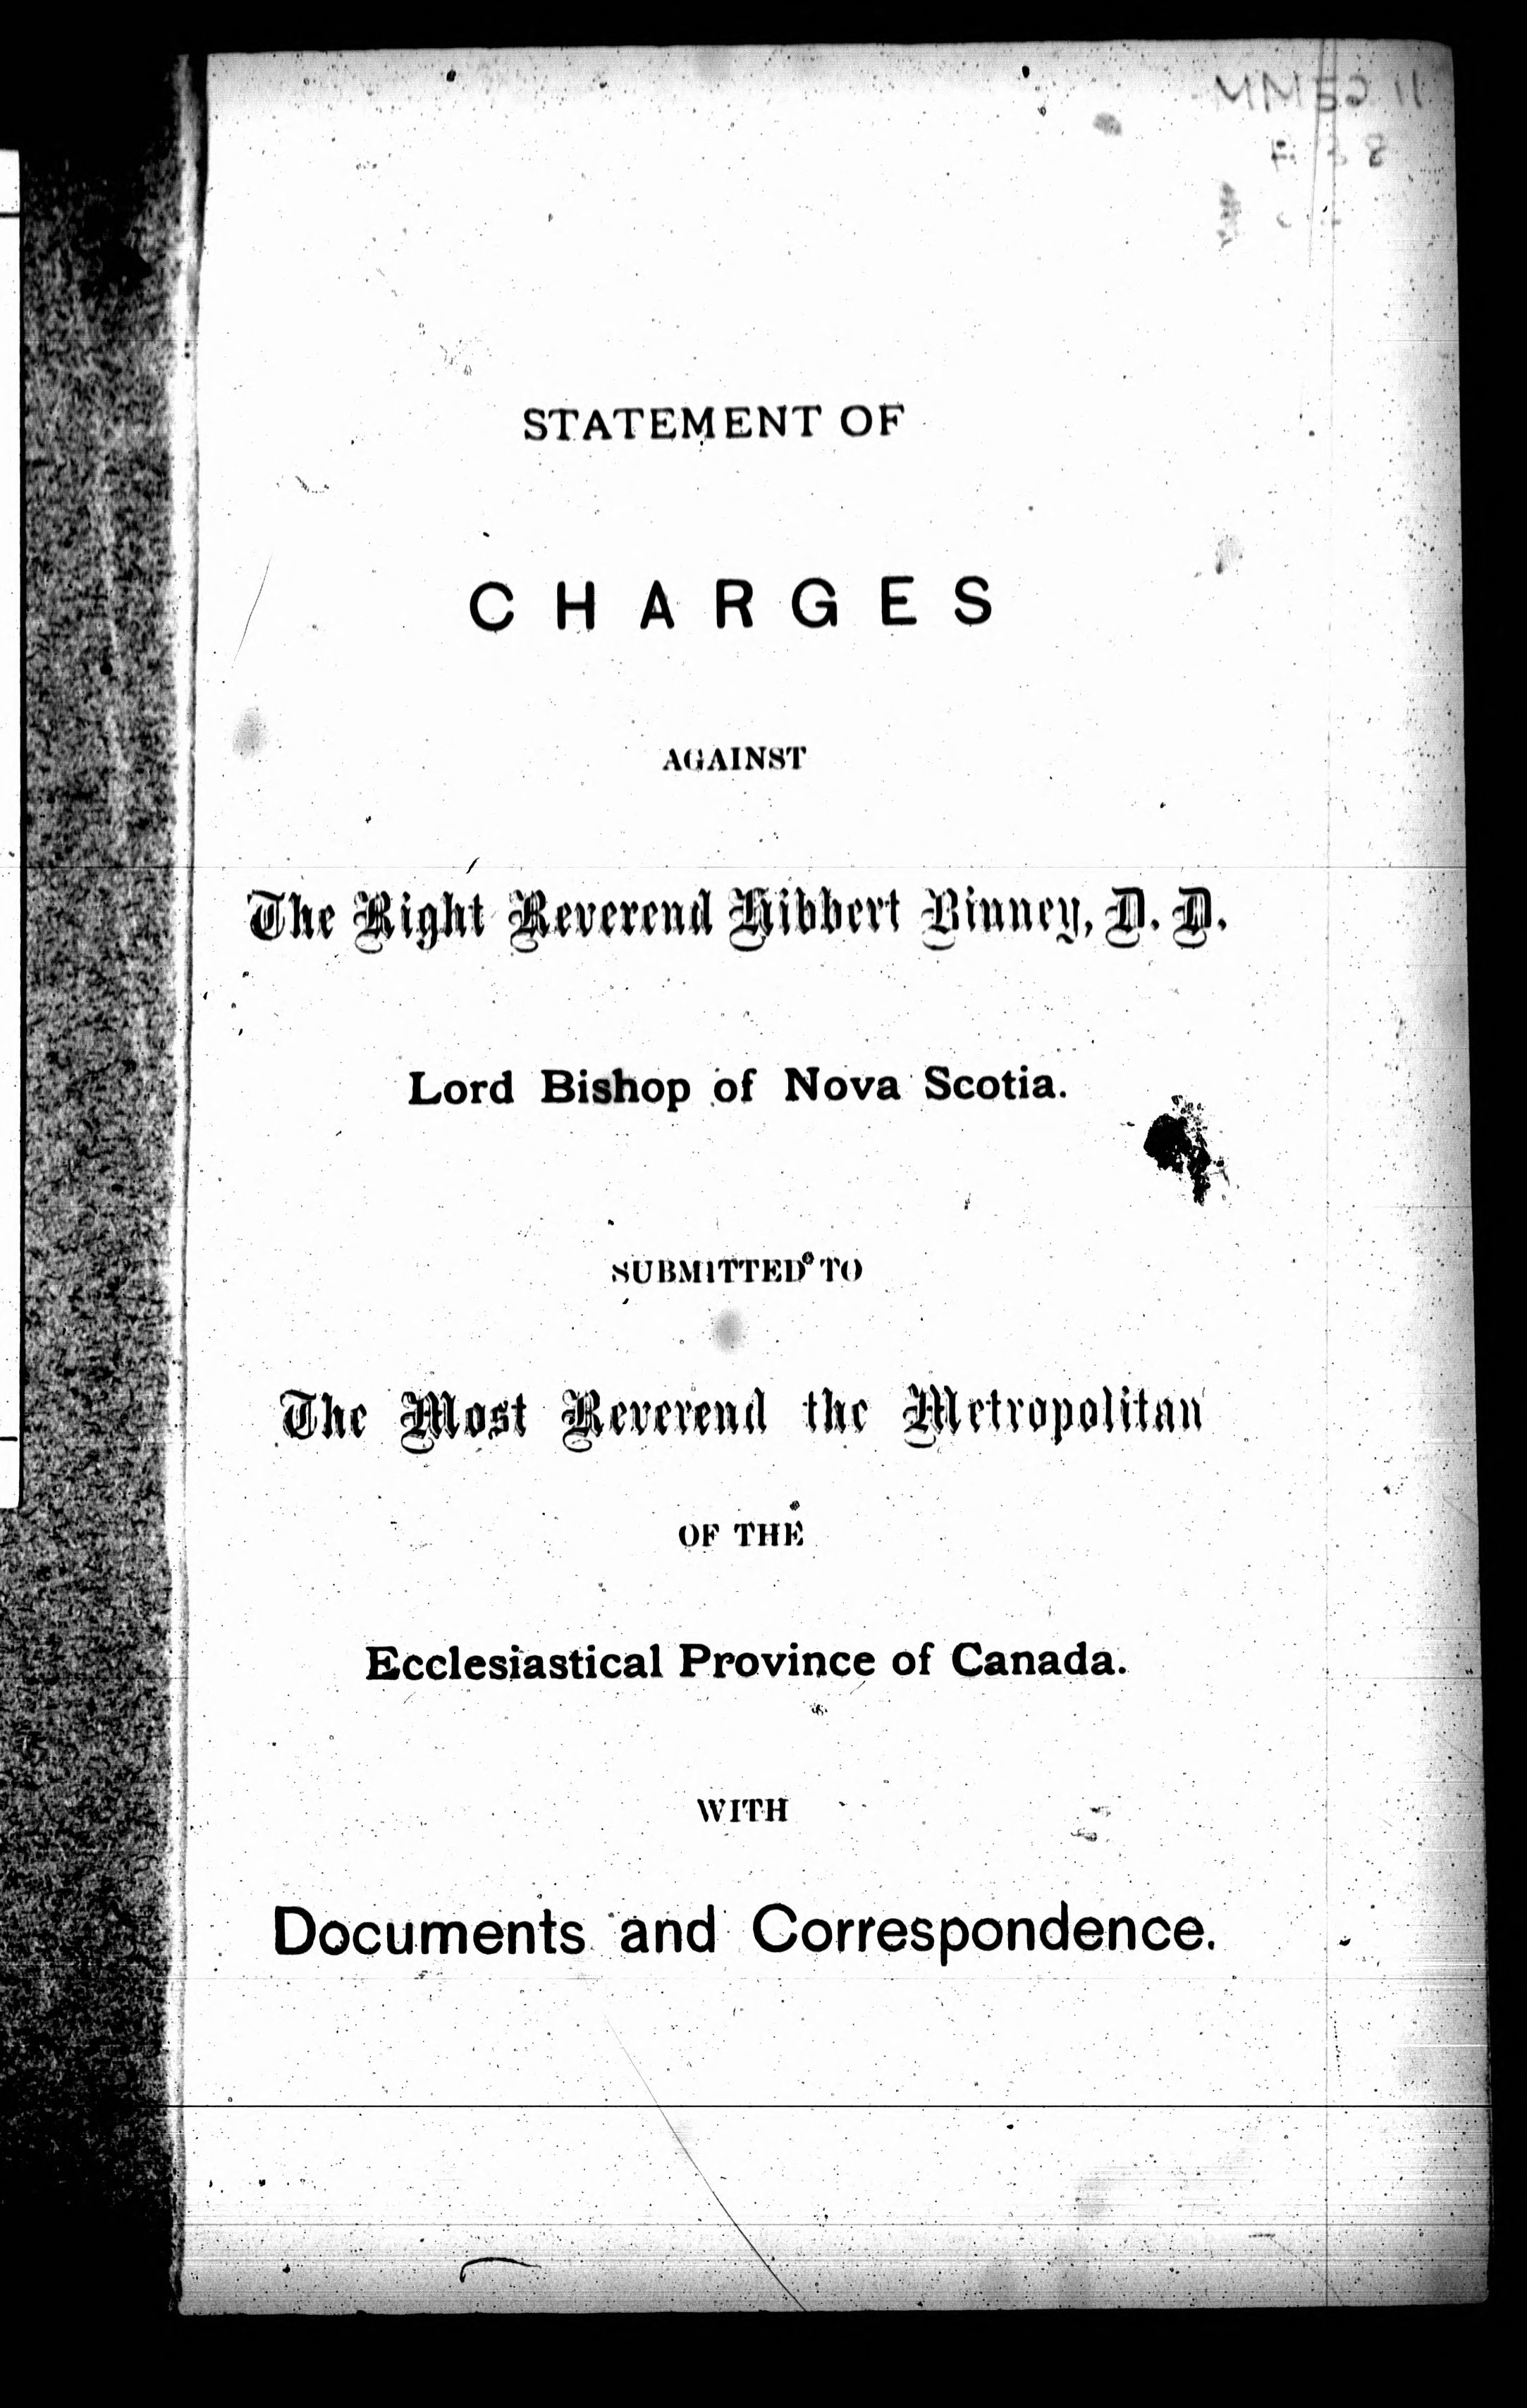 STATEMENT OF
CHARGES
AGAINST
The Right Reverend Hibbert Binney, D. D.
Lord Bishop of Nova Scotia.
SUBMITTED TO
The Most Reverend the Metropolitan
OF THE
Ecclesiastical Province of Canada.
WITH
Documents and Correspondence.